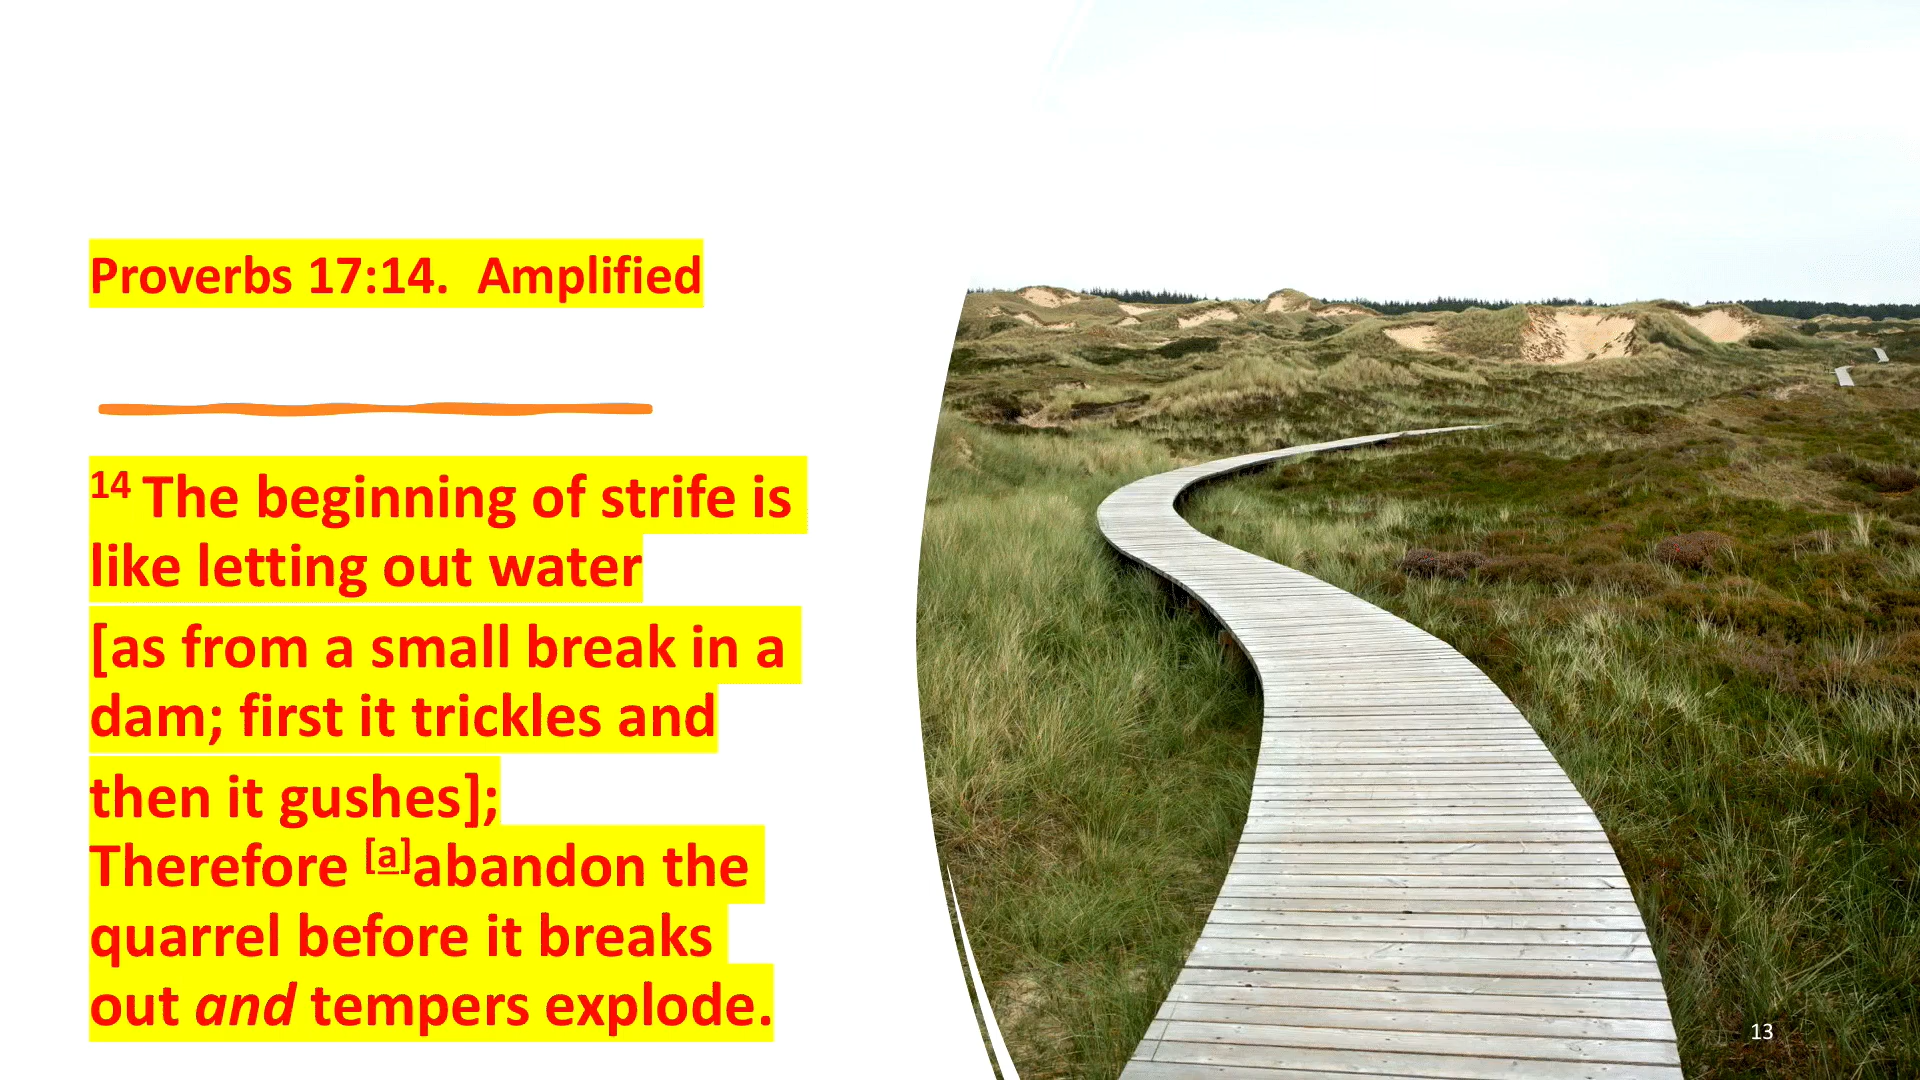 Proverbs 17:14.  Amplified
14 The beginning of strife is
like letting out water
[as from a small break in a
dam; first it trickles and
then it gushes];
Therefore [a]abandon the
quarrel before it breaks
out and tempers explode.
13